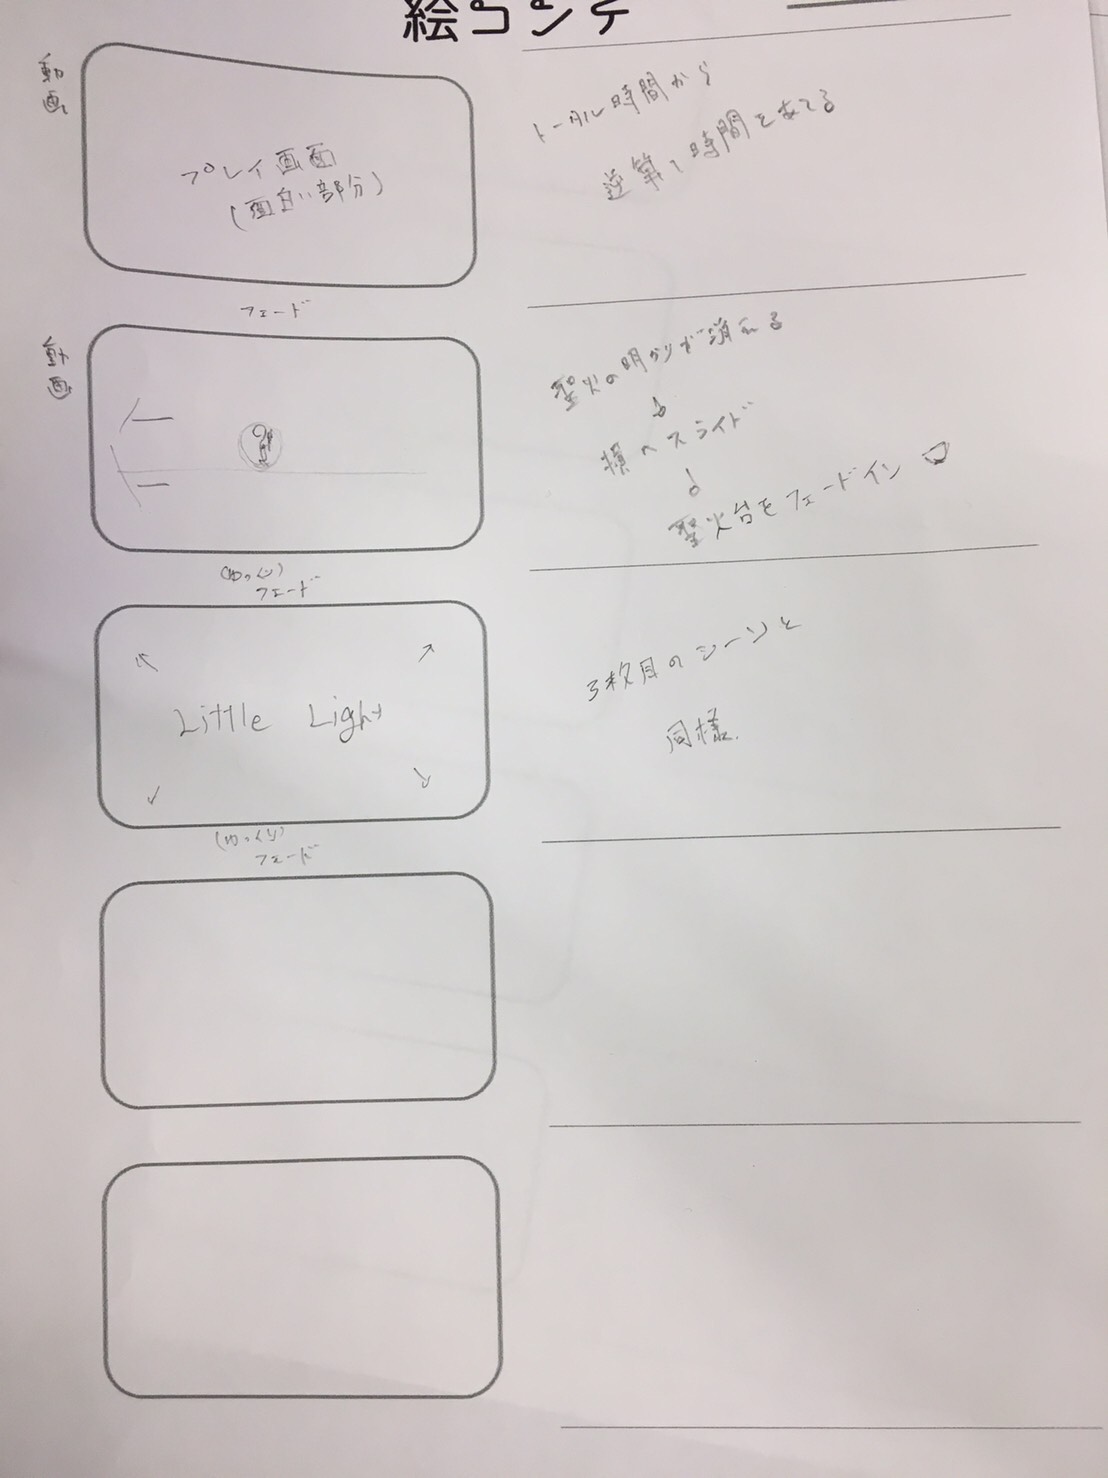 絵コンテ
動画
プレイ画面
(面白い部分)
トータル時間から
逆算し時間をあてる
フェード
動画
聖火の明かりが消れる
横へスライド
聖火台をフェードイン
(ゆっくり)
フェード
Little Light
3枚目のシーンと
同様.
(ゆっくり)
フェード